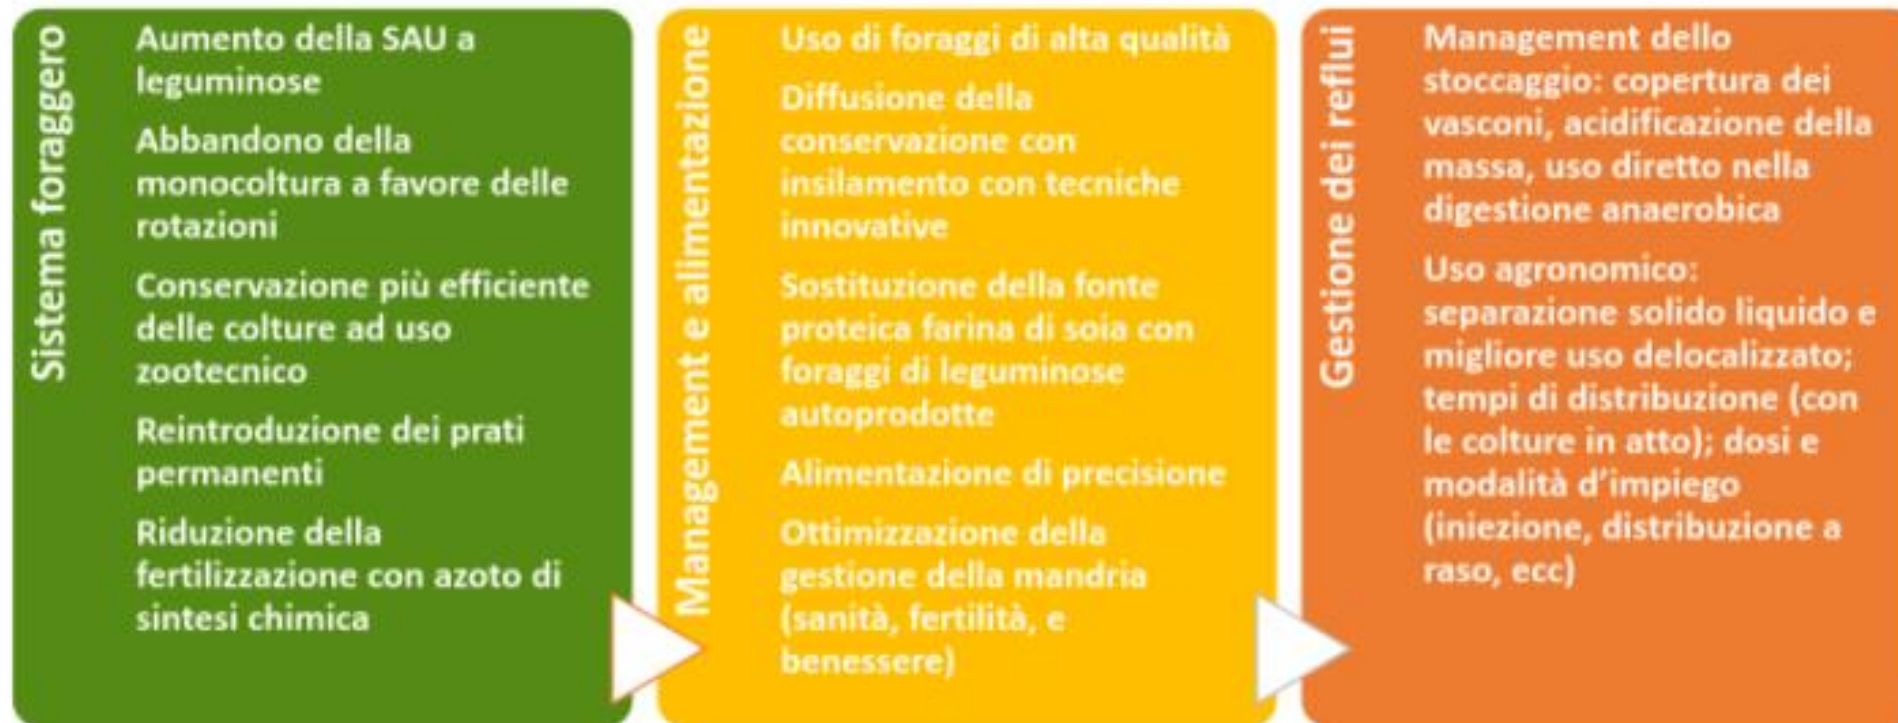 Sistema foraggero
Aumento della SAU a
leguminose
Abbandono della
monocoltura a favore delle
rotazioni
Conservazione più efficiente
delle colture ad uso
zootecnico
Reintroduzione dei prati
permanenti
Riduzione della
fertilizzazione con azoto di
sintesi chimica
Management e alimentazione
Uso di foraggi di alta qualità
Diffusione della
conservazione con
insilamento con tecniche
innovative
Sostituzione della fonte
proteica farina di soia con
foraggi di leguminose
autoprodotte
Alimentazione di precisione
Ottimizzazione della
gestione della mandria
(sanità, fertilità, e
benessere)
Gestione dei reflui
Management dello
stoccaggio: copertura dei
vasconi, acidificazione della
massa, uso diretto nella
digestione anaerobica
Uso agronomico:
separazione solido liquido e
migliore uso delocalizzato;
tempi di distribuzione (con
le colture in atto); dosi e
modalità d'impiego
(iniezione, distribuzione a
raso, ecc)